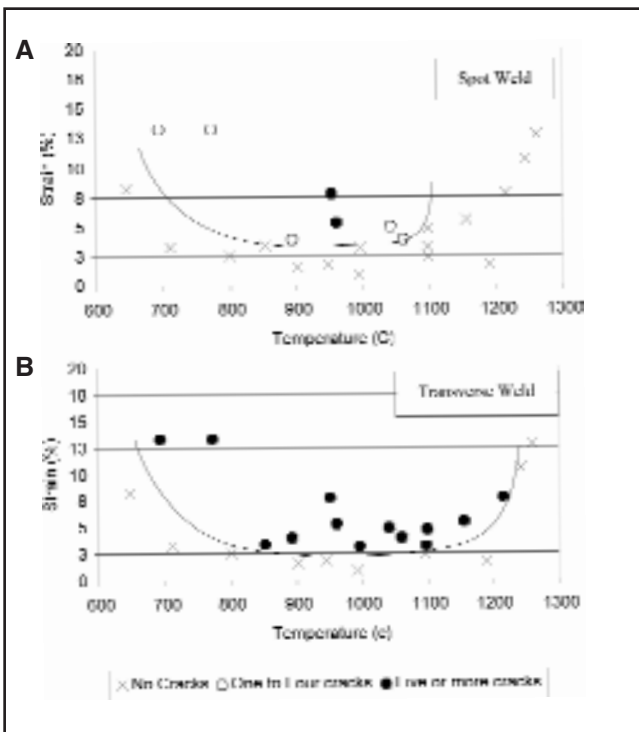 A
20
18
15
13
10
8
5
3
0
Strain (%)
Spot Weld
600 700 800 900 1000 1100 1200 1300
Temperature (C)
B
20
18
15
13
10
8
5
3
0
Strain (%)
Transverse Weld
600 700 800 900 1000 1100 1200 1300
Temperature (c)
No Cracks One to Four cracks Five or more cracks